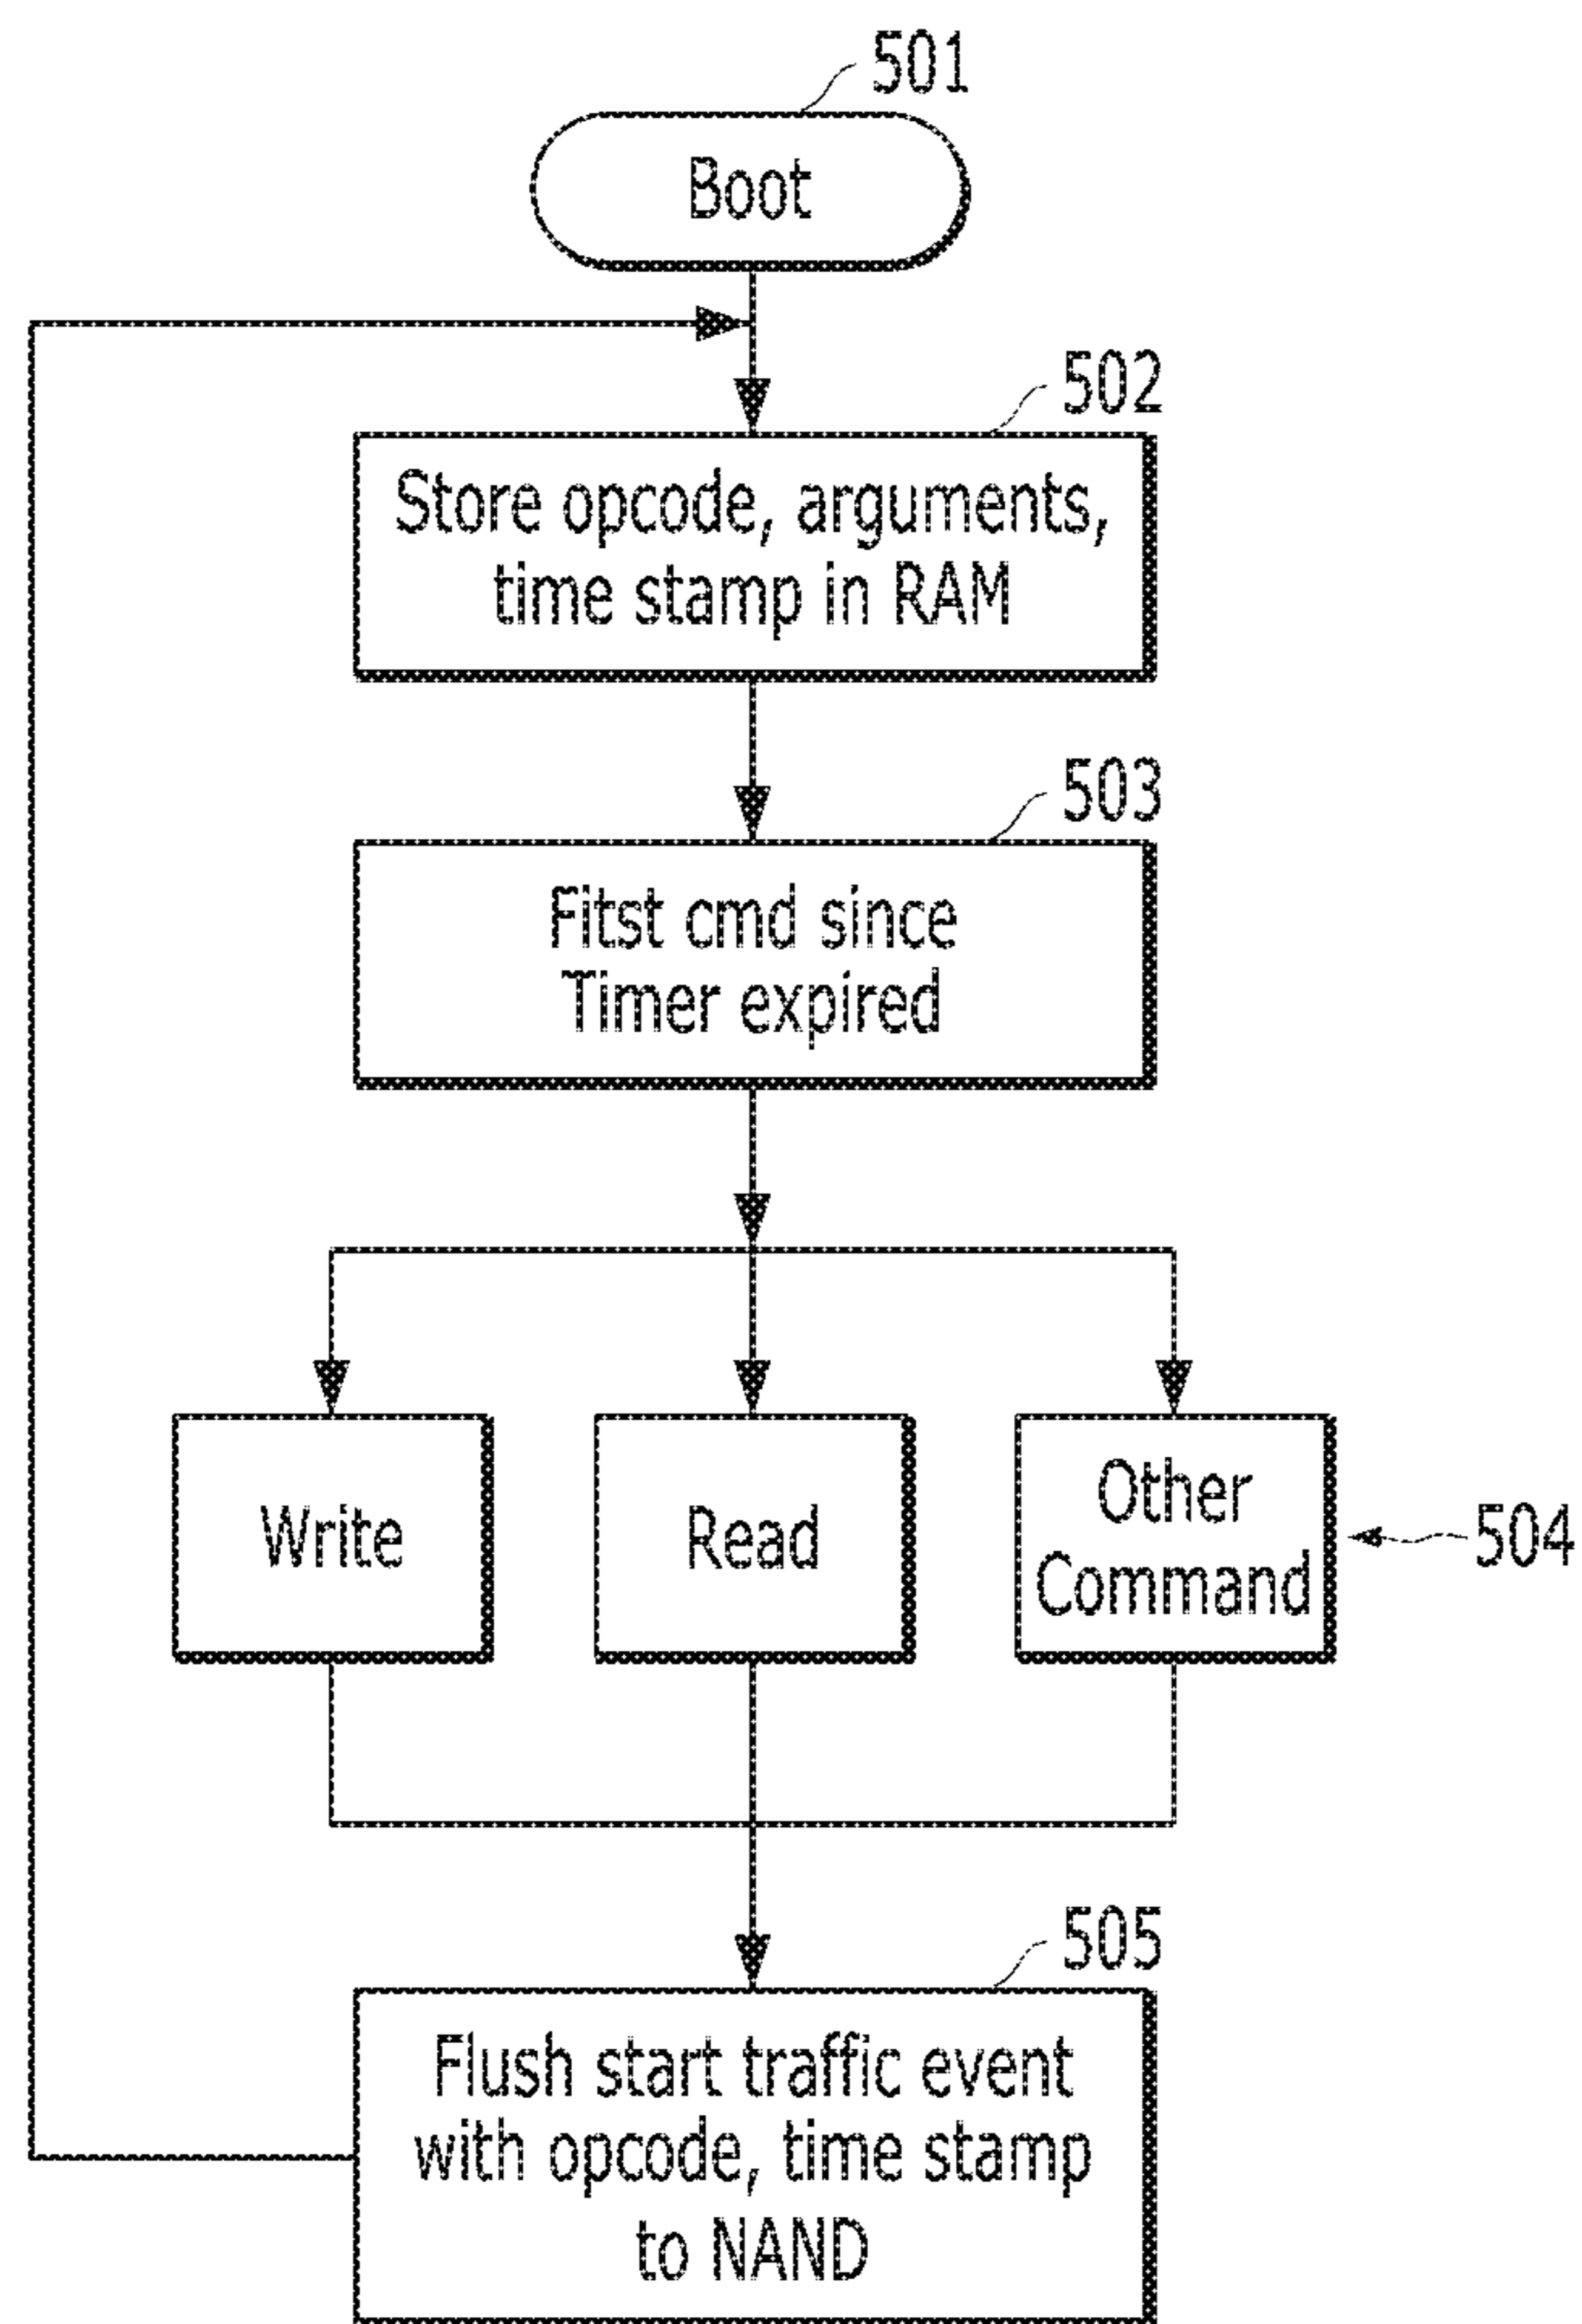 501
Boot
502
Store opcode, arguments,
time stamp in RAM
503
Fitst cmd since
Timer expired
Write
Read
Other
Command
504
505
Flush start traffic event
with opcode, time stamp
to NAND